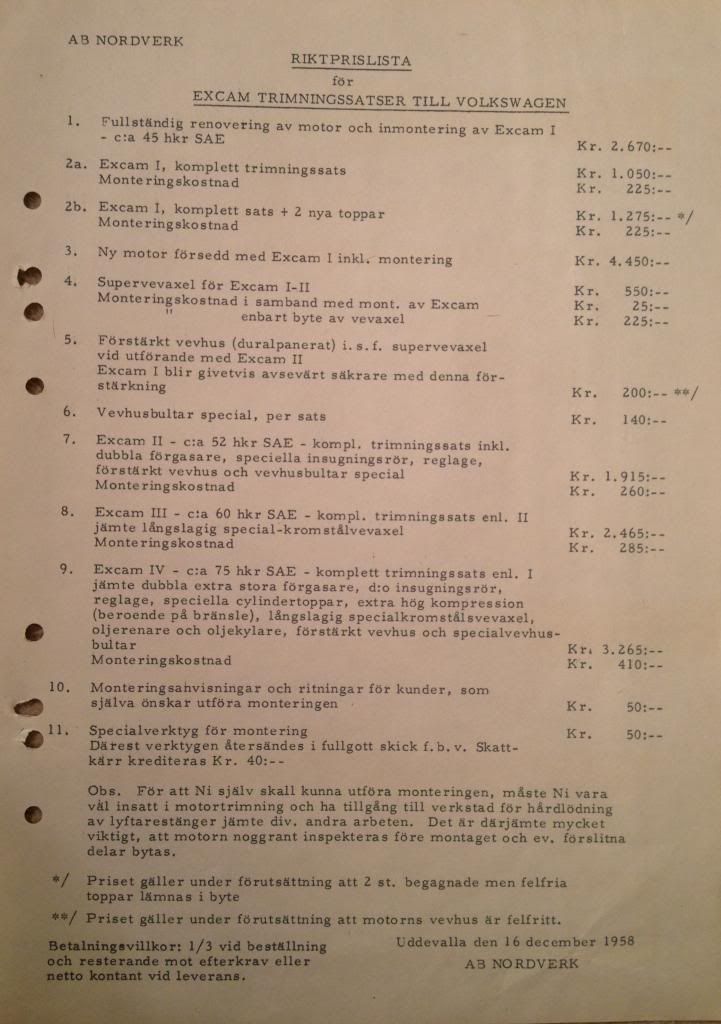 AB NORDVERK
RIKTPRISLISTA
för
EXCAM TRIMNINGSSATSER TILL VOLKSWAGEN
1. Fullständig renovering av motor och inmontering av Excam I
- c:a 45 hkr SAE Kr. 2.670:--
2a. Excam I, komplett trimningssats Kr. 1.050:--
Monteringskostnad Kr. 225:--
2b. Excam I, komplett sats + 2 nya toppar Kr. 1.275:-- */
Monteringskostnad Kr. 225:--
3. Ny motor försedd med Excam I inkl. montering Kr. 4.450:--
4. Supervevaxel för Excam I-II Kr. 550:--
Monteringskostnad i samband med mont. av Excam Kr. 25:--
" enbart byte av vevaxel Kr. 225:--
5. Förstärkt vevhus (duralpanerat) i.s.f. supervevaxel
vid utförande med Excam II
Excam I blir givetvis avsevärt säkrare med denna för-
stärkning Kr. 200:-- **/
6. Vevhusbultar special, per sats Kr. 140:--
7. Excam II - c:a 52 hkr SAE - kompl. trimningssats inkl.
dubbla förgasare, speciella insugningsrör, reglage,
förstärkt vevhus och vevhusbultar special Kr. 1.915:--
Monteringskostnad Kr. 260:--
8. Excam III - c:a 60 hkr SAE - kompl. trimningssats enl. II
jämte långslagig special-kromstålvevaxel Kr. 2.465:--
Monteringskostnad Kr. 285:--
9. Excam IV - c:a 75 hkr SAE - komplett trimningssats enl. I
jämte dubbla extra stora förgasare, d:o insugningsrör,
reglage, speciella cylindertoppar, extra hög kompression
(beroende på bränsle), långslagig specialkromstålsvevaxel,
oljerenare och oljekylare, förstärkt vevhus och specialvevhus-
bultar Kr. 3.265:--
Monteringskostnad Kr. 410:--
10. Monteringsahvisningar och ritningar för kunder, som
själva önskar utföra monteringen Kr. 50:--
11. Specialverktyg för montering Kr. 50:--
Därest verktygen återsändes i fullgott skick f.b.v. Skatt-
kärr krediteras Kr. 40:--
Obs. För att Ni själv skall kunna utföra monteringen, måste Ni vara
väl insatt i motortrimning och ha tillgång till verkstad för hårdlödning
av lyftarestänger jämte div. andra arbeten. Det är därjämte mycket
viktigt, att motorn noggrant inspekteras före montaget och ev. förslitna
delar bytas.
*/ Priset gäller under förutsättning att 2 st. begagnade men felfria
toppar lämnas i byte
**/ Priset gäller under förutsättning att motorns vevhus är felfritt.
Betalningsvillkor: 1/3 vid beställning
och resterande mot efterkrav eller
netto kontant vid leverans.
Uddevalla den 16 december 1958
AB NORDVERK